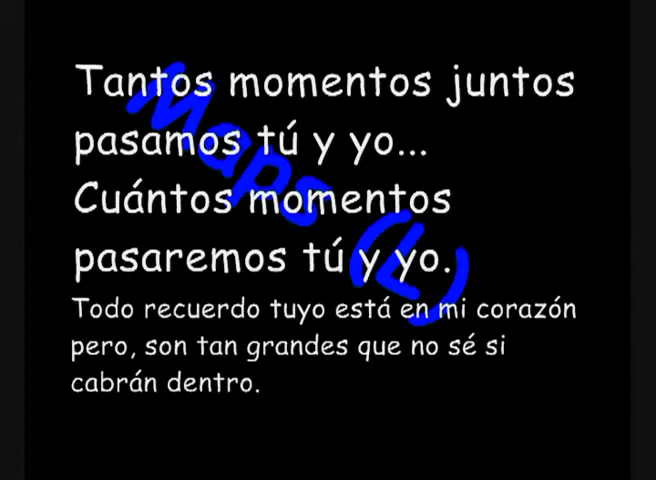 Tantos momentos juntos
pasamos tú y yo...
Cuántos momentos
pasaremos tú y yo.
Todo recuerdo tuyo está en mi corazón
pero, son tan grandes que no sé si
cabrán dentro.
Maps (L)